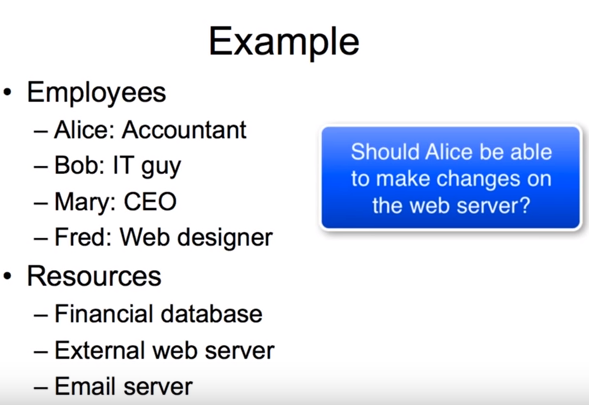 Example
• Employees
– Alice: Accountant
– Bob: IT guy
– Mary: CEO
– Fred: Web designer
• Resources
– Financial database
– External web server
– Email server
Should Alice be able
to make changes on
the web server?